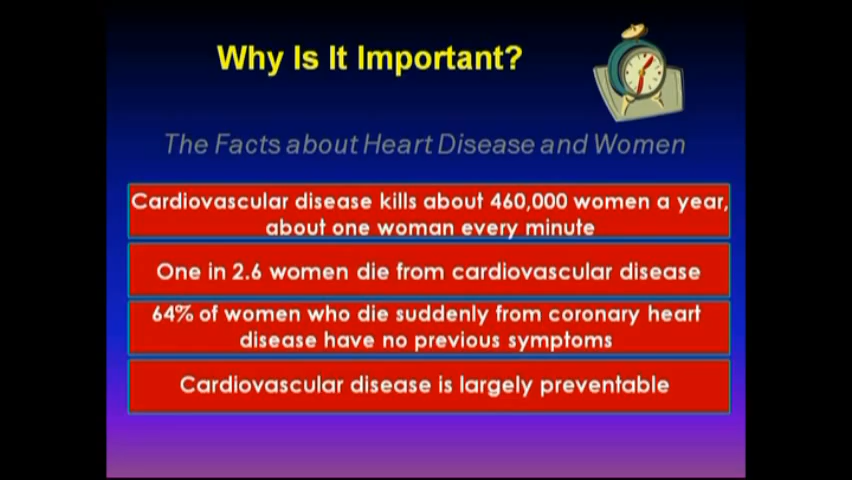 Why Is It Important?
The Facts about Heart Disease and Women
Cardiovascular disease kills about 460,000 women a year,
about one woman every minute
One in 2.6 women die from cardiovascular disease
64% of women who die suddenly from coronary heart
disease have no previous symptoms
Cardiovascular disease is largely preventable